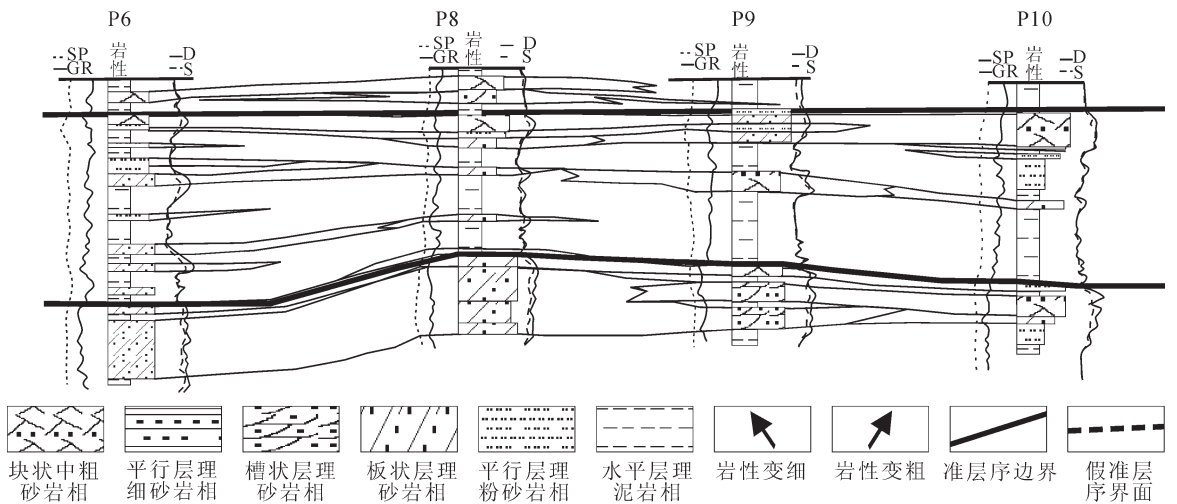 P6 P8 P9 P10
SP GR 岩性 D S
SP GR 岩性 D S
SP GR 岩性 D S
SP GR 岩性 D S
块状中粗砂岩相
平行层理细砂岩相
槽状层理砂岩相
板状层理砂岩相
平行层理粉砂岩相
水平层理泥岩相
岩性变细
岩性变粗
准层序边界
假准层序界面